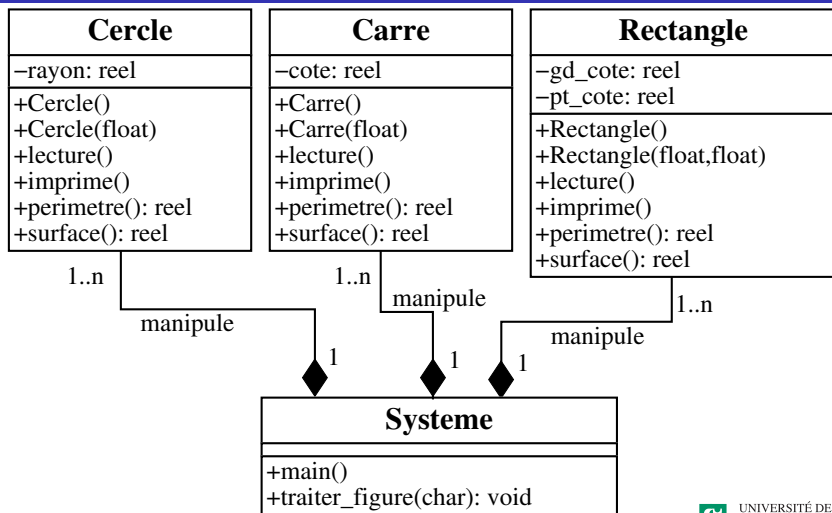 Cercle
−rayon: reel
+Cercle()
+Cercle(float)
+lecture()
+imprime()
+perimetre(): reel
+surface(): reel
Carre
−cote: reel
+Carre()
+Carre(float)
+lecture()
+imprime()
+perimetre(): reel
+surface(): reel
Rectangle
−gd_cote: reel
−pt_cote: reel
+Rectangle()
+Rectangle(float,float)
+lecture()
+imprime()
+perimetre(): reel
+surface(): reel
1..n
manipule
1
1..n
manipule
1
1..n
manipule
1
Systeme
+main()
+traiter_figure(char): void
UNIVERSITÉ DE